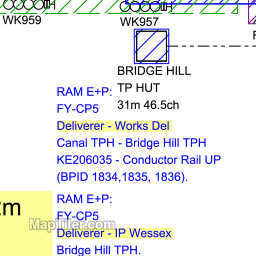 WK959
WK957
BRIDGE HILL
TP HUT
31m 46.5ch
RAM E+P:
FY-CP5
Deliverer - Works Del
Canal TPH - Bridge Hill TPH
KE206035 - Conductor Rail UP
(BPID 1834,1835, 1836).
RAM E+P:
FY-CP5
Deliverer - IP Wessex
Bridge Hill TPH.
2m
MapTiler.com